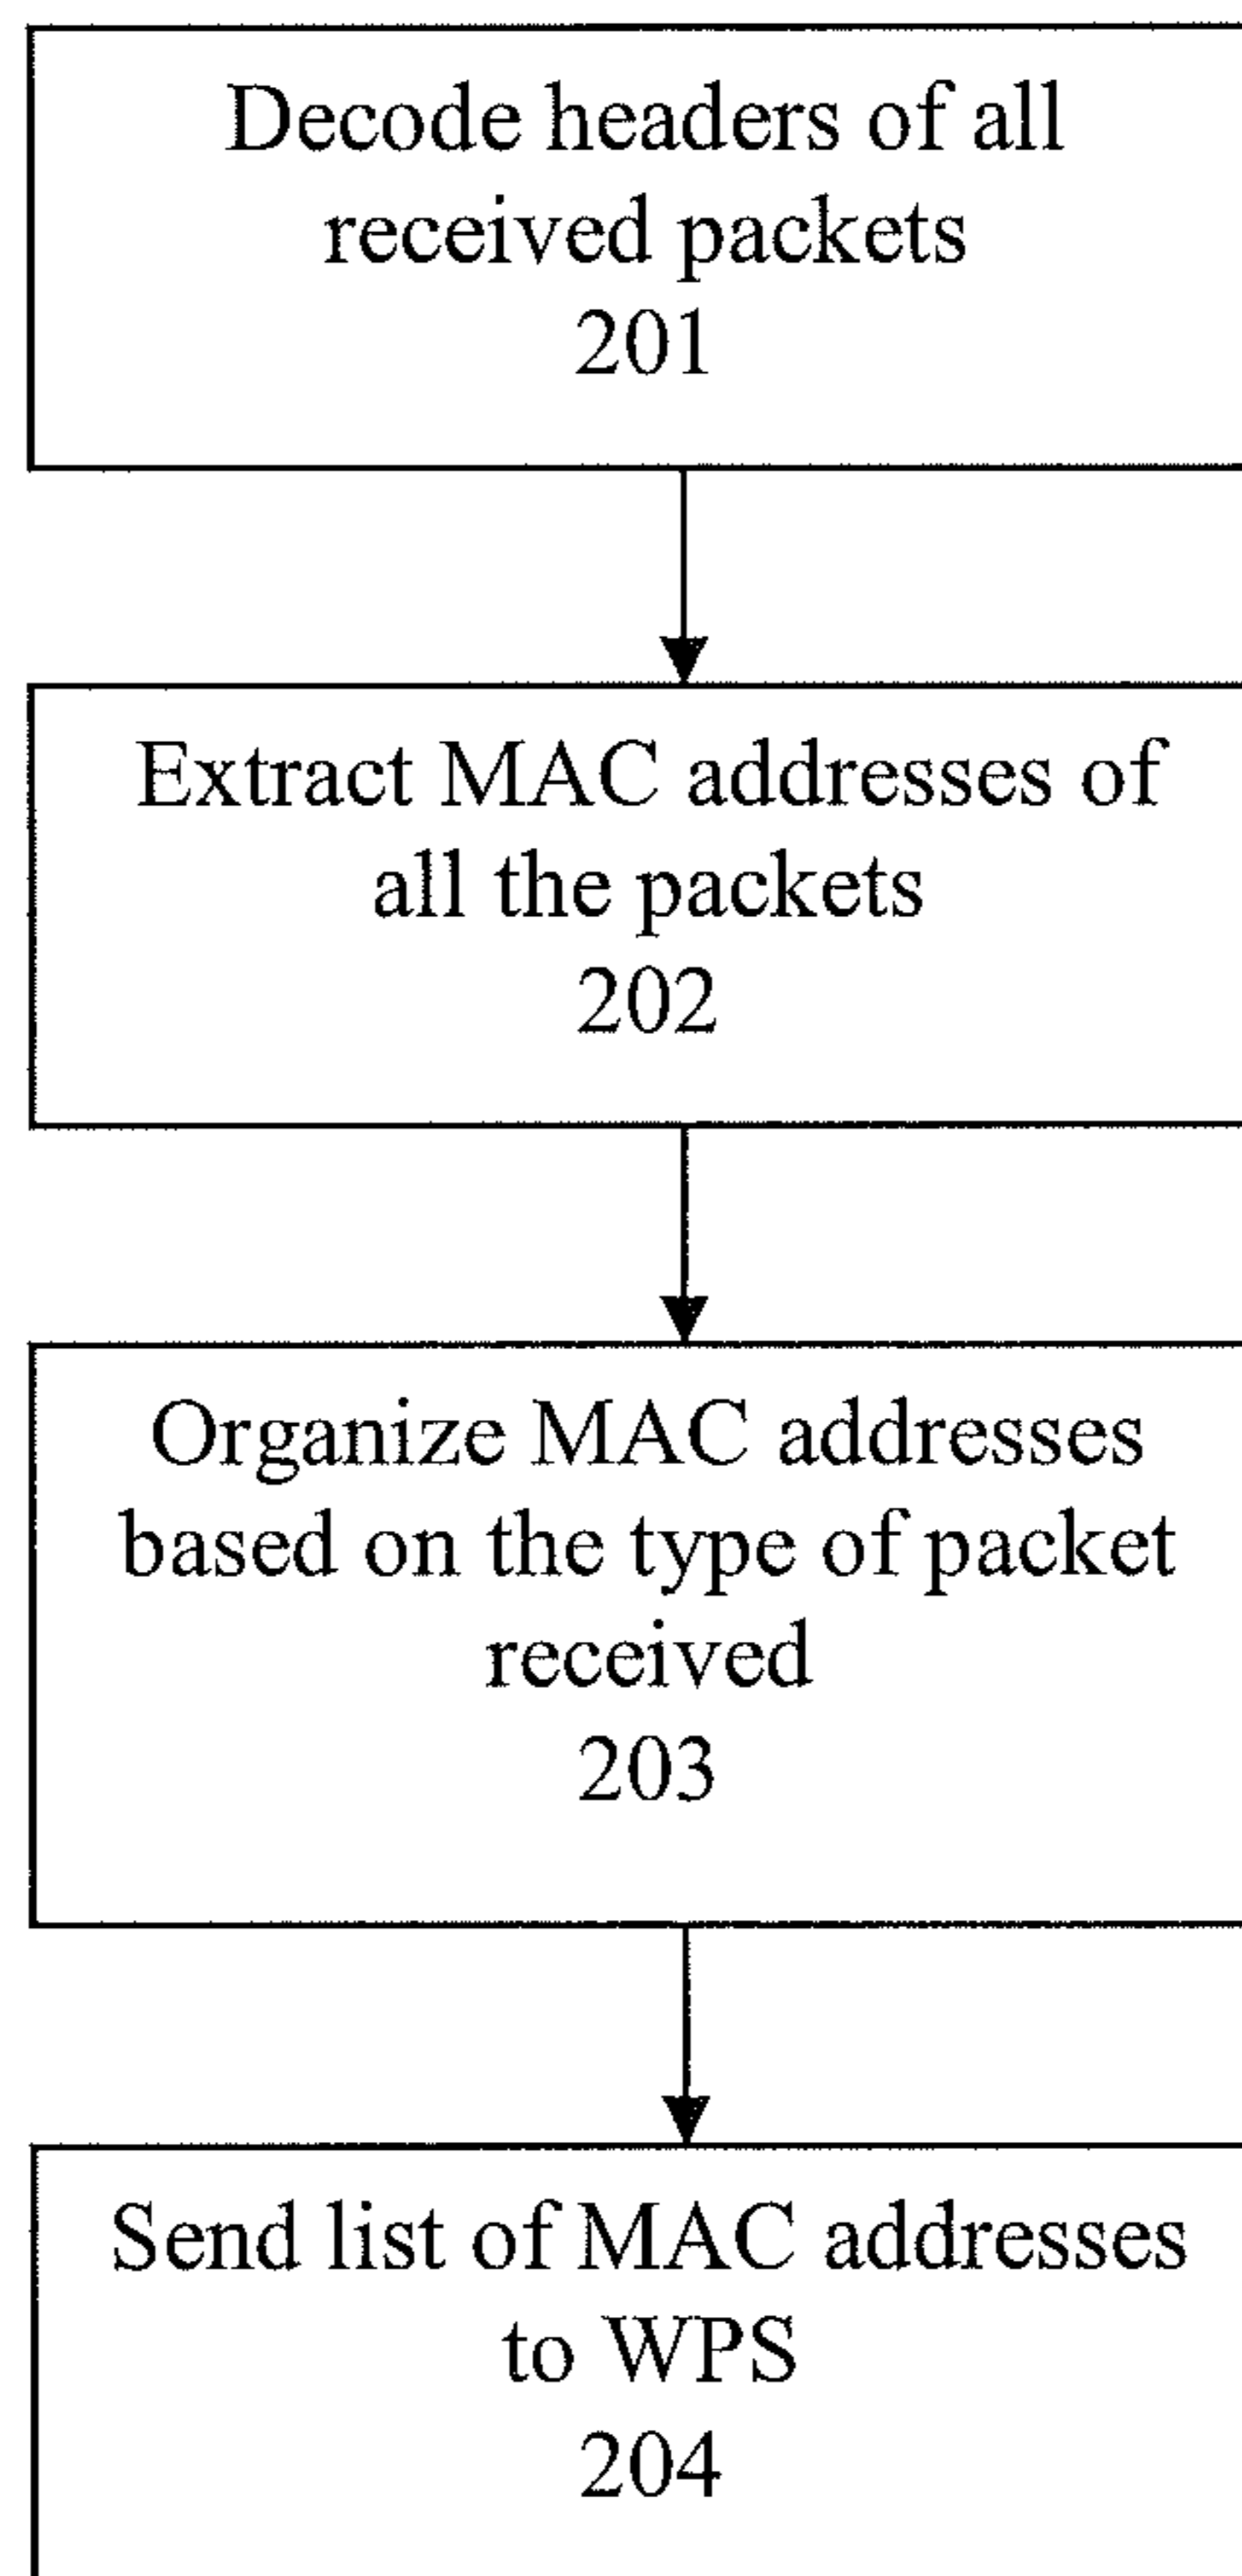 Decode headers of all
received packets
201
Extract MAC addresses of
all the packets
202
Organize MAC addresses
based on the type of packet
received
203
Send list of MAC addresses
to WPS
204